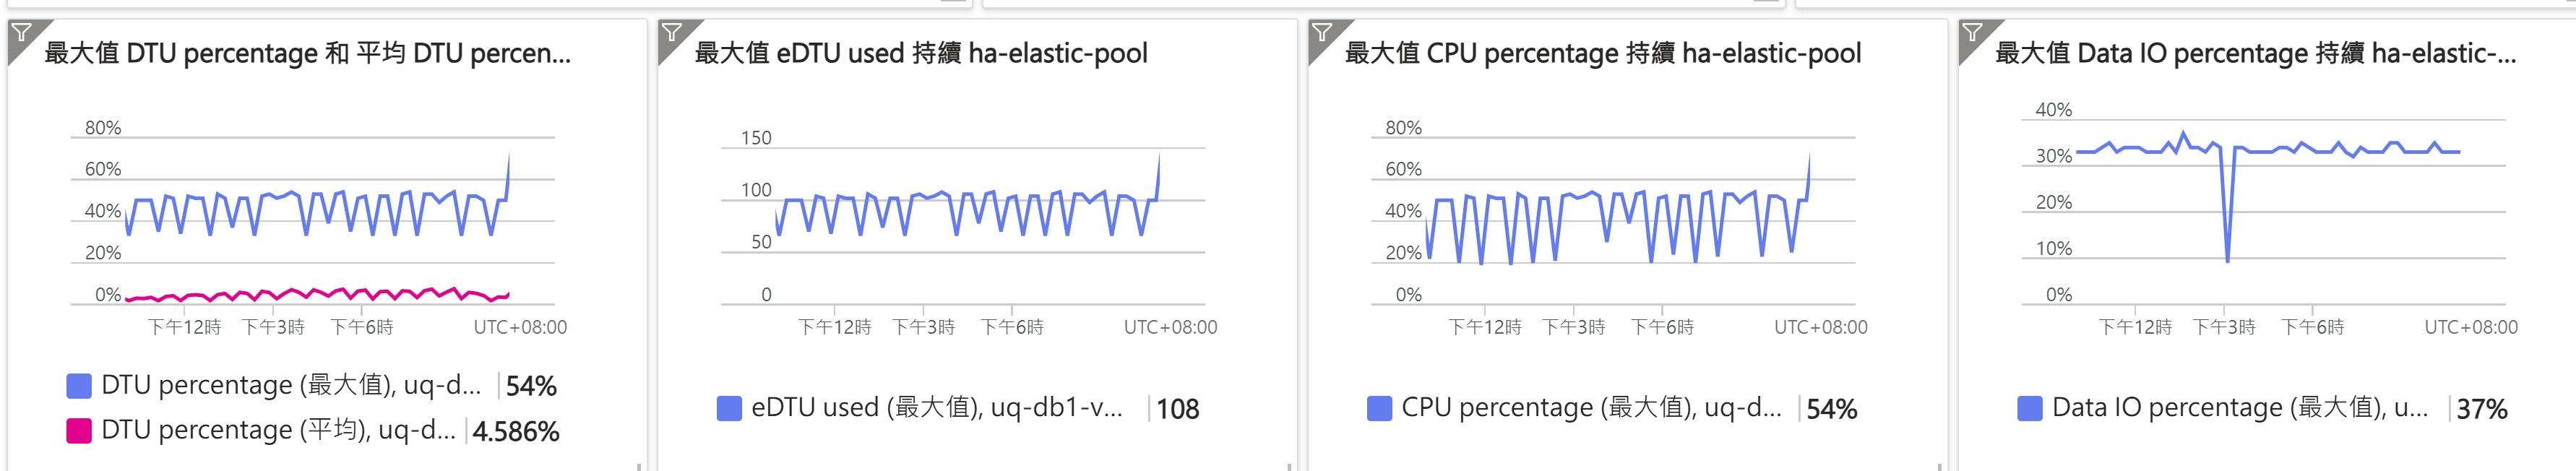 最大值 DTU percentage 和 平均 DTU percen...
80%
60%
40%
20%
0%
下午12時 下午3時 下午6時 UTC+08:00
DTU percentage (最大值), uq-d... 54%
DTU percentage (平均), uq-d... 4.586%
最大值 eDTU used 持續 ha-elastic-pool
150
100
50
0
下午12時 下午3時 下午6時 UTC+08:00
eDTU used (最大值), uq-db1-v... 108
最大值 CPU percentage 持續 ha-elastic-pool
80%
60%
40%
20%
0%
下午12時 下午3時 下午6時 UTC+08:00
CPU percentage (最大值), uq-d... 54%
最大值 Data IO percentage 持續 ha-elastic-...
40%
30%
20%
10%
0%
下午12時 下午3時 下午6時 UTC+08:00
Data IO percentage (最大值), u... 37%